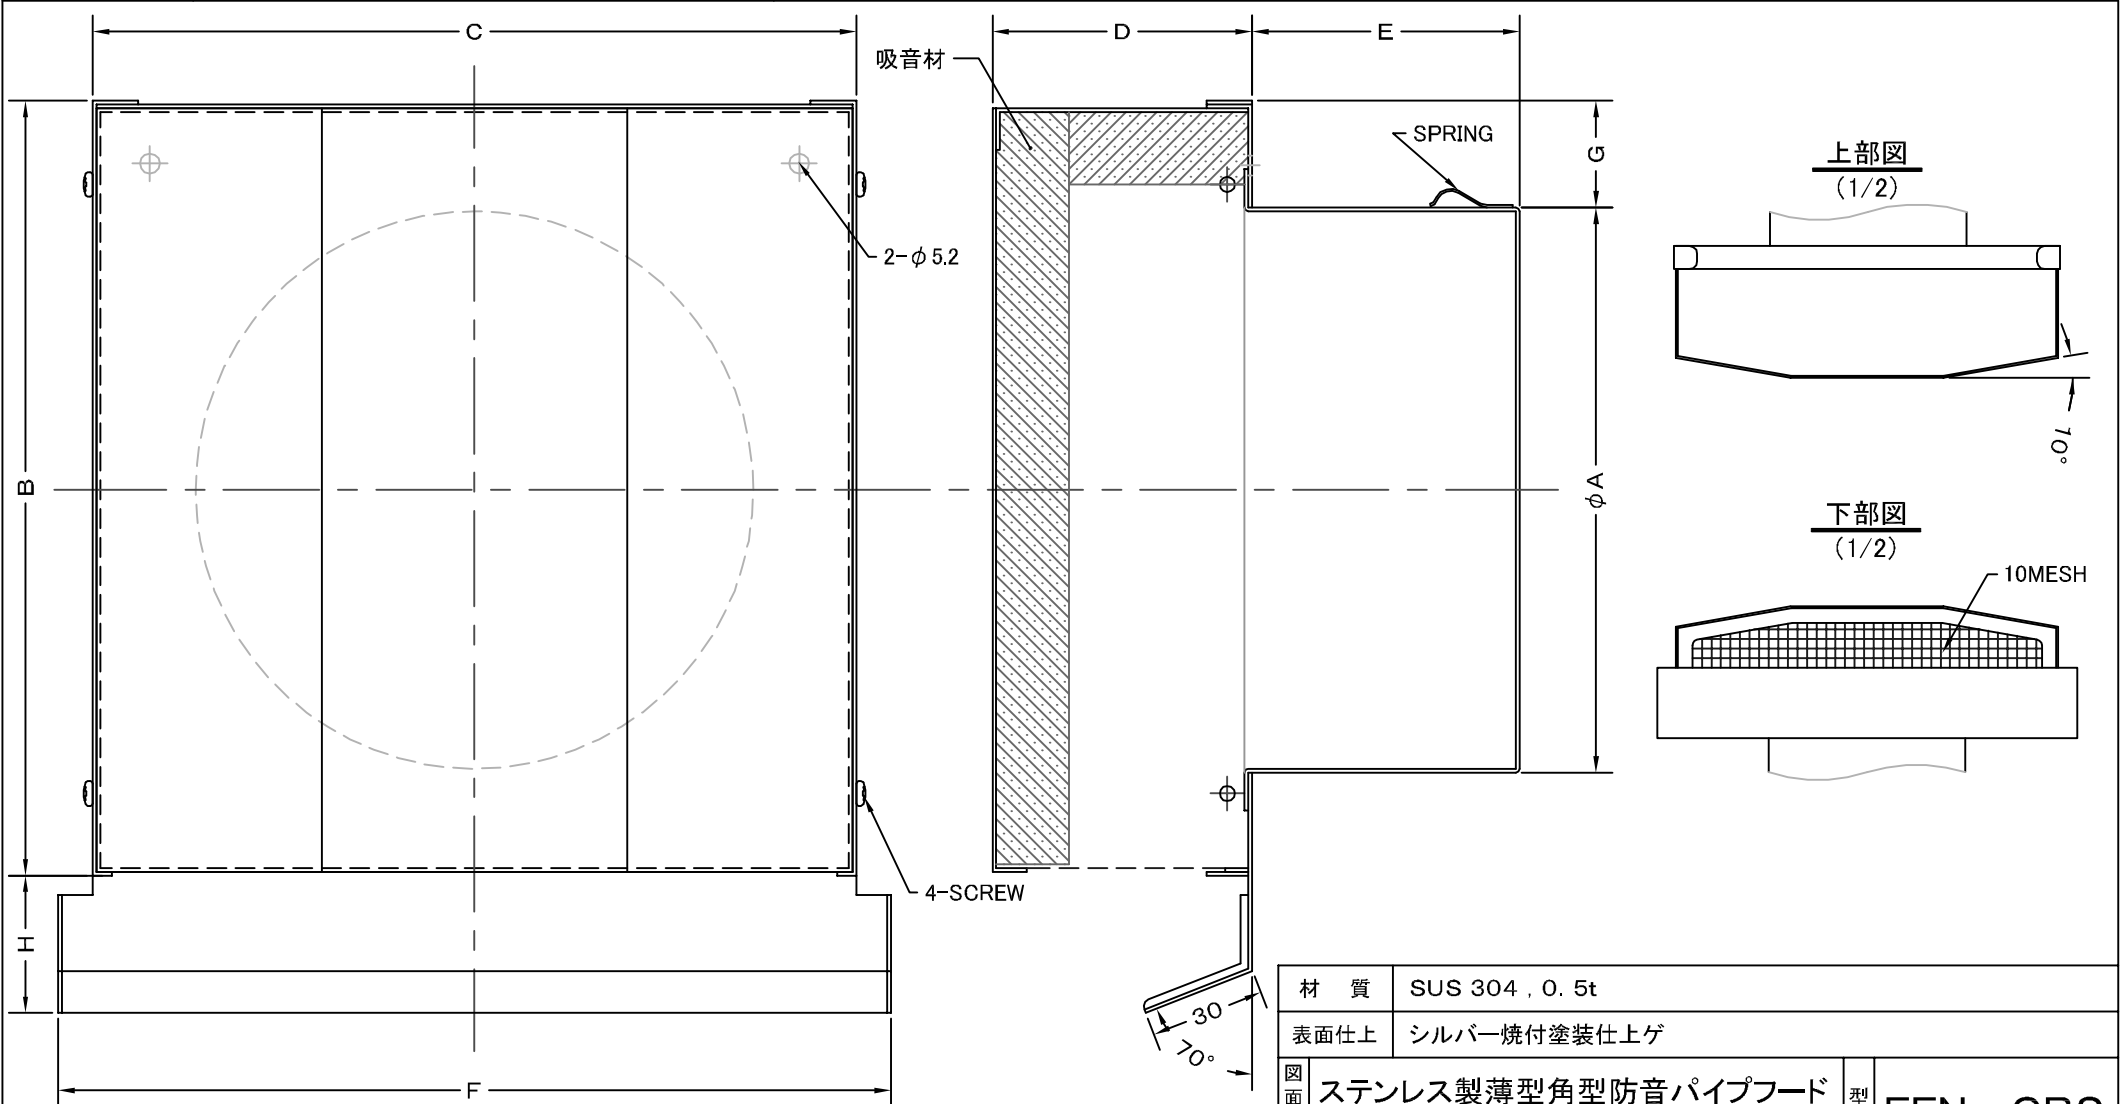 C
D
E
吸音材
SPRING
G
上部図
(1/2)
2-φ5.2
10°
B
φA
下部図
(1/2)
10MESH
4-SCREW
H
30
70°
F
材 質 SUS 304 , 0. 5t
表面仕上 シルバー焼付塗装仕上ゲ
図面 ステンレス製薄型角型防音パイプフード 型